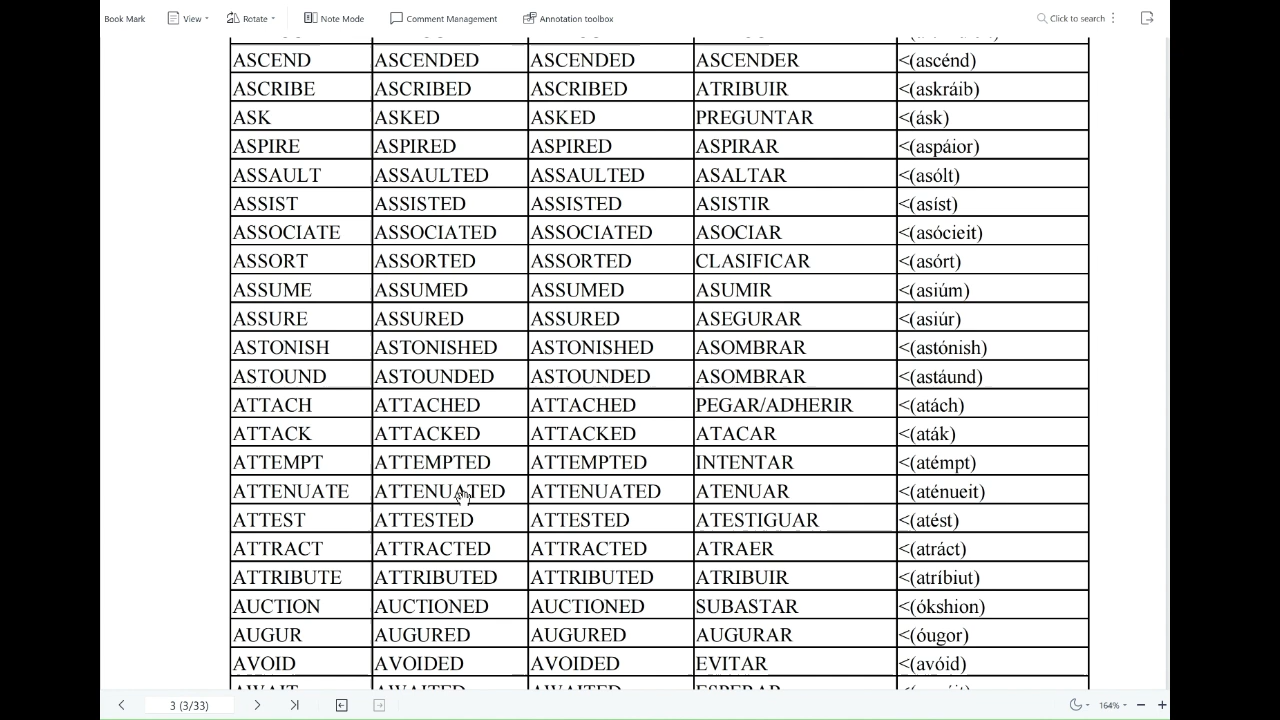 Book Mark View Rotate Note Mode Comment Management Annotation toolbox Click to search
ASCEND ASCENDED ASCENDED ASCENDER <(ascénd)
ASCRIBE ASCRIBED ASCRIBED ATRIBUIR <(askráib)
ASK ASKED ASKED PREGUNTAR <(ásk)
ASPIRE ASPIRED ASPIRED ASPIRAR <(aspáior)
ASSAULT ASSAULTED ASSAULTED ASALTAR <(asólt)
ASSIST ASSISTED ASSISTED ASISTIR <(asíst)
ASSOCIATE ASSOCIATED ASSOCIATED ASOCIAR <(asócieit)
ASSORT ASSORTED ASSORTED CLASIFICAR <(asórt)
ASSUME ASSUMED ASSUMED ASUMIR <(asiúm)
ASSURE ASSURED ASSURED ASEGURAR <(asiúr)
ASTONISH ASTONISHED ASTONISHED ASOMBRAR <(astónish)
ASTOUND ASTOUNDED ASTOUNDED ASOMBRAR <(astáund)
ATTACH ATTACHED ATTACHED PEGAR/ADHERIR <(atách)
ATTACK ATTACKED ATTACKED ATACAR <(aták)
ATTEMPT ATTEMPTED ATTEMPTED INTENTAR <(atémpt)
ATTENUATE ATTENUATED ATTENUATED ATENUAR <(aténueit)
ATTEST ATTESTED ATTESTED ATESTIGUAR <(atést)
ATTRACT ATTRACTED ATTRACTED ATRAER <(atráct)
ATTRIBUTE ATTRIBUTED ATTRIBUTED ATRIBUIR <(atríbiut)
AUCTION AUCTIONED AUCTIONED SUBASTAR <(ókshion)
AUGUR AUGURED AUGURED AUGURAR <(óugor)
AVOID AVOIDED AVOIDED EVITAR <(avóid)
AWAIT AWAITED AWAITED ESPERAR
3 (3/33) 164%